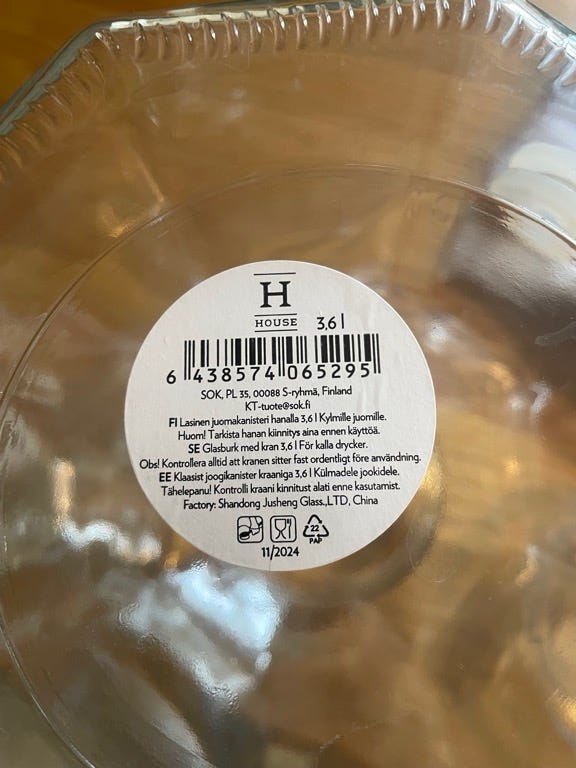 H
HOUSE 3,6 l
6 438574 065295
SOK, PL 35, 00088 S-ryhmä, Finland
KT-tuote@sok.fi
FI Lasinen juomakanisteri hanalla 3,6 l Kylmille juomille.
Huom! Tarkista hanan kiinnitys aina ennen käyttöä.
SE Glasburk med kran 3,6 l För kalla drycker.
Obs! Kontrollera alltid att kranen sitter fast ordentligt före användning.
EE Klaasist joogikanister kraaniga 3,6 l Külmadele jookidele.
Tähelepanu! Kontrolli kraani kinnitust alati enne kasutamist.
Factory: Shandong Jusheng Glass.,LTD, China
22
PAP
11/2024